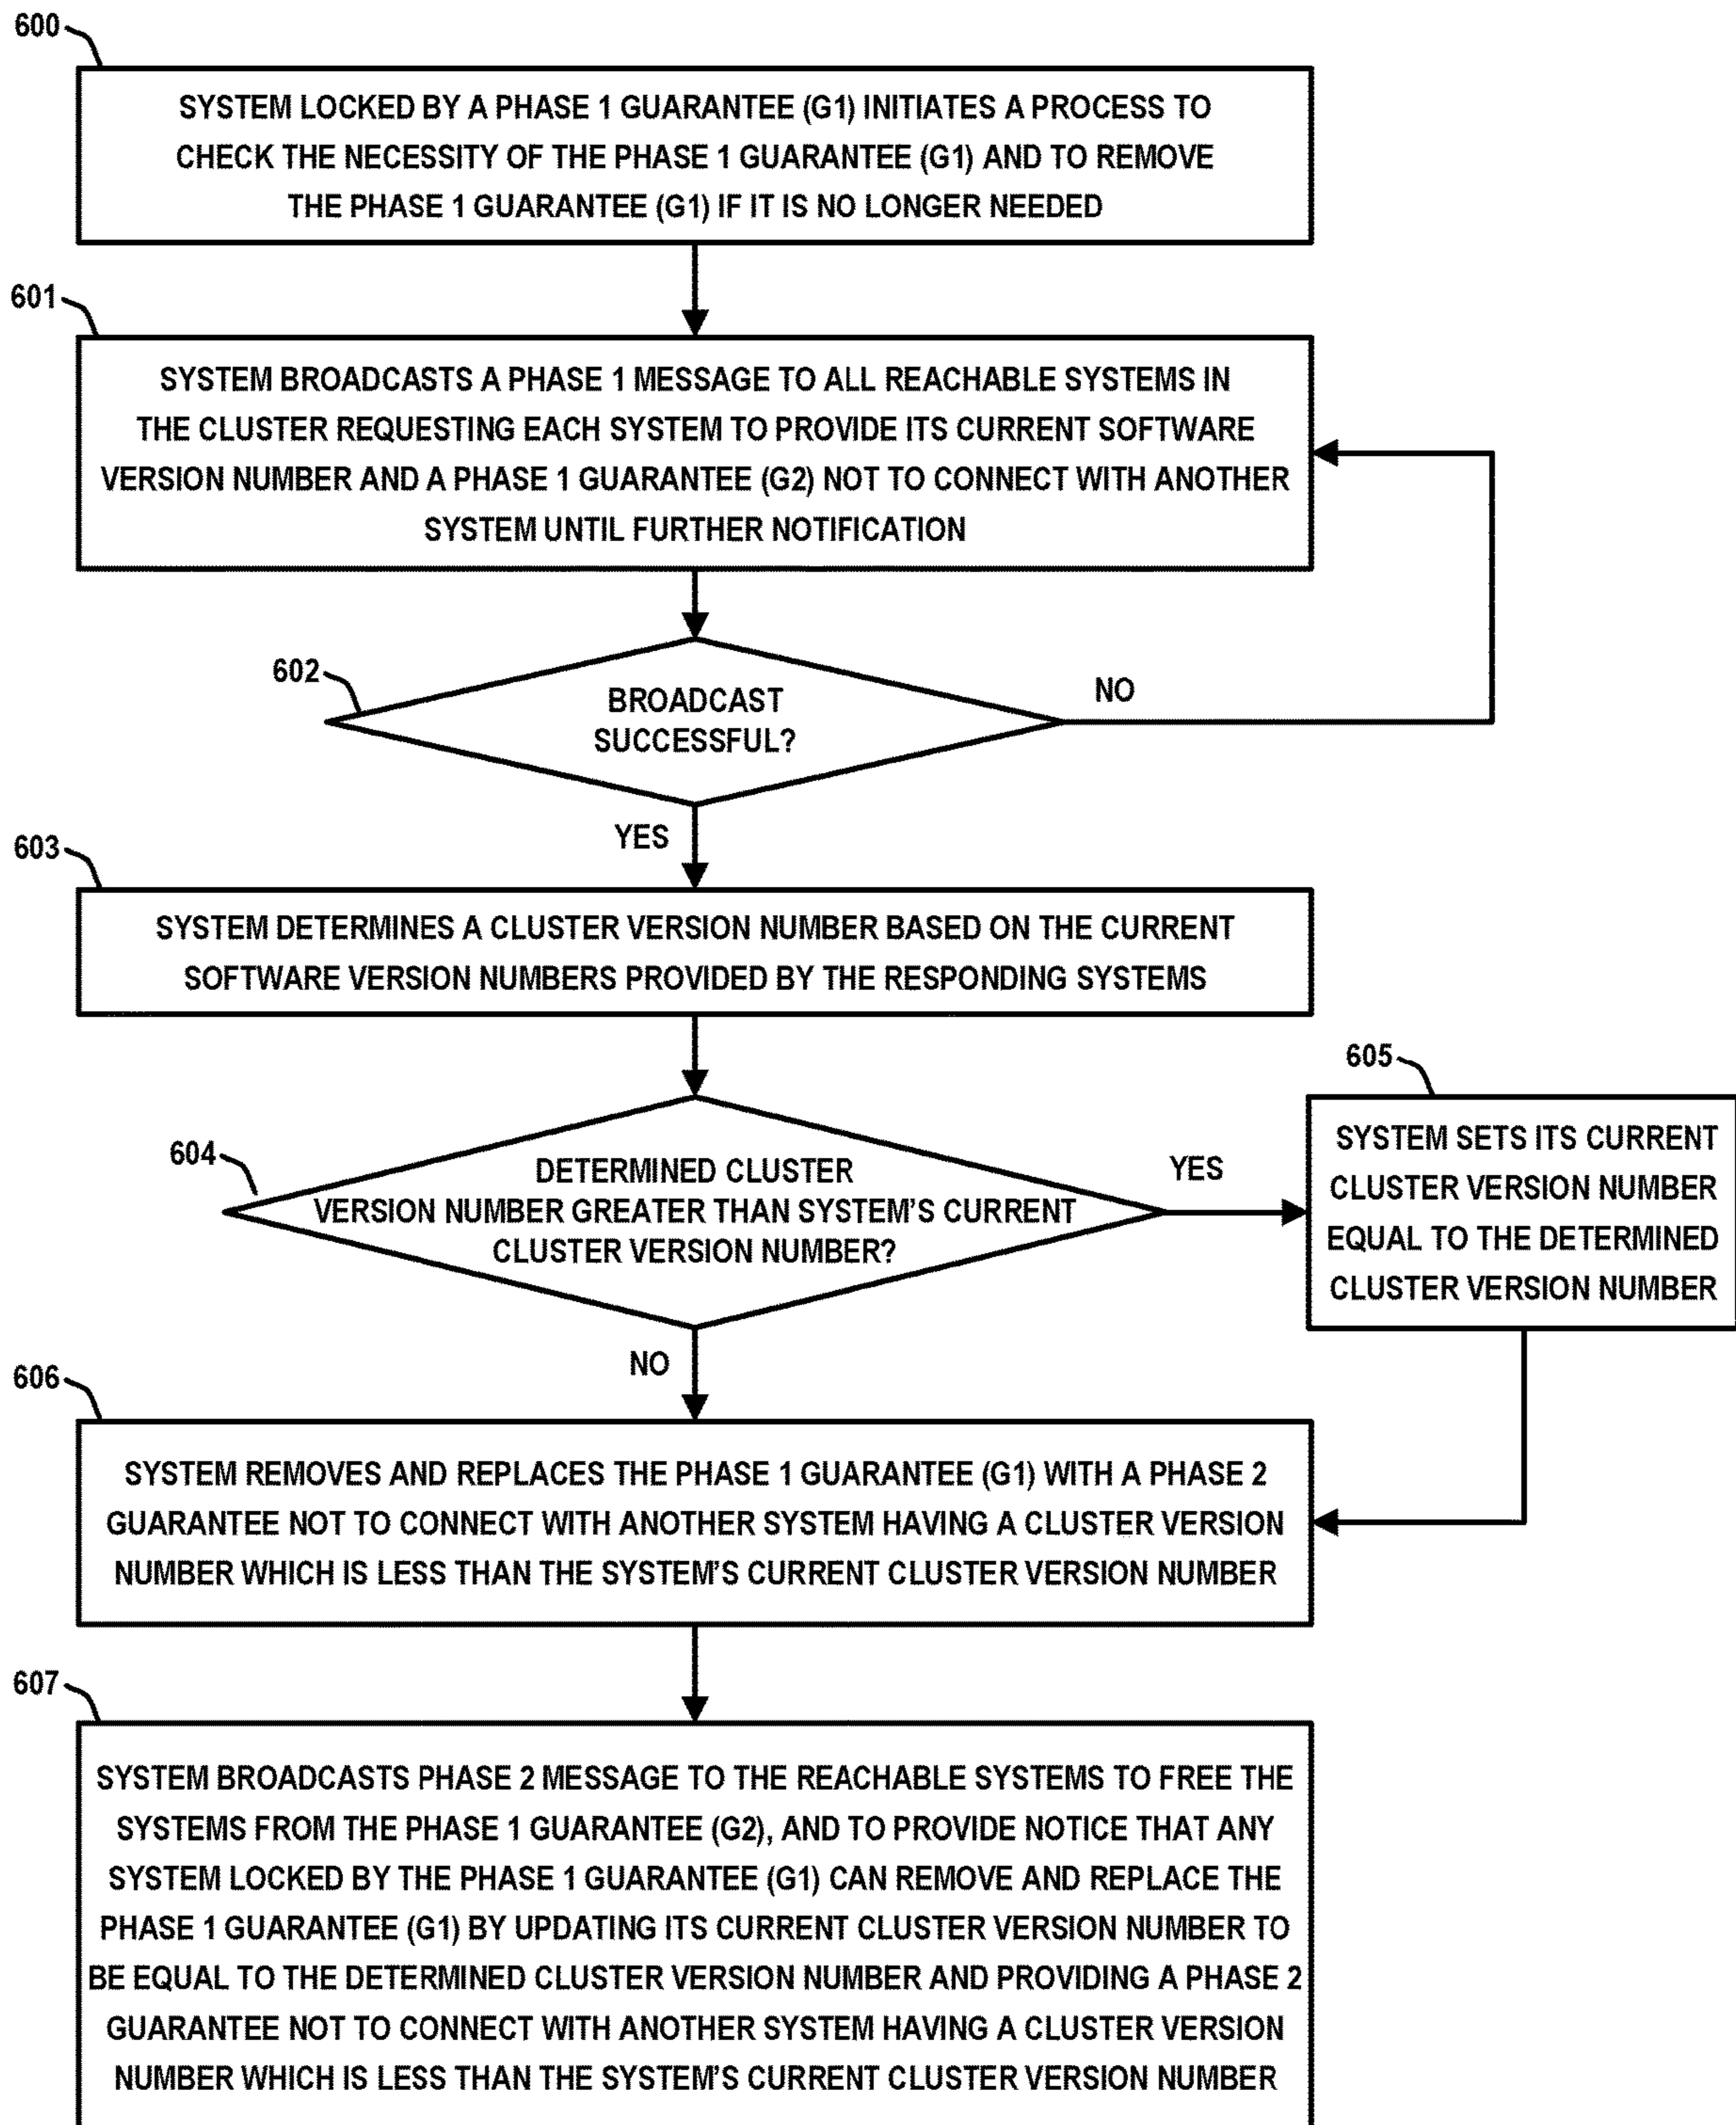 600
SYSTEM LOCKED BY A PHASE 1 GUARANTEE (G1) INITIATES A PROCESS TO
CHECK THE NECESSITY OF THE PHASE 1 GUARANTEE (G1) AND TO REMOVE
THE PHASE 1 GUARANTEE (G1) IF IT IS NO LONGER NEEDED
601
SYSTEM BROADCASTS A PHASE 1 MESSAGE TO ALL REACHABLE SYSTEMS IN
THE CLUSTER REQUESTING EACH SYSTEM TO PROVIDE ITS CURRENT SOFTWARE
VERSION NUMBER AND A PHASE 1 GUARANTEE (G2) NOT TO CONNECT WITH ANOTHER
SYSTEM UNTIL FURTHER NOTIFICATION
602
BROADCAST
SUCCESSFUL?
NO
YES
603
SYSTEM DETERMINES A CLUSTER VERSION NUMBER BASED ON THE CURRENT
SOFTWARE VERSION NUMBERS PROVIDED BY THE RESPONDING SYSTEMS
604
DETERMINED CLUSTER
VERSION NUMBER GREATER THAN SYSTEM'S CURRENT
CLUSTER VERSION NUMBER?
YES
605
SYSTEM SETS ITS CURRENT
CLUSTER VERSION NUMBER
EQUAL TO THE DETERMINED
CLUSTER VERSION NUMBER
NO
606
SYSTEM REMOVES AND REPLACES THE PHASE 1 GUARANTEE (G1) WITH A PHASE 2
GUARANTEE NOT TO CONNECT WITH ANOTHER SYSTEM HAVING A CLUSTER VERSION
NUMBER WHICH IS LESS THAN THE SYSTEM'S CURRENT CLUSTER VERSION NUMBER
607
SYSTEM BROADCASTS PHASE 2 MESSAGE TO THE REACHABLE SYSTEMS TO FREE THE
SYSTEMS FROM THE PHASE 1 GUARANTEE (G2), AND TO PROVIDE NOTICE THAT ANY
SYSTEM LOCKED BY THE PHASE 1 GUARANTEE (G1) CAN REMOVE AND REPLACE THE
PHASE 1 GUARANTEE (G1) BY UPDATING ITS CURRENT CLUSTER VERSION NUMBER TO
BE EQUAL TO THE DETERMINED CLUSTER VERSION NUMBER AND PROVIDING A PHASE 2
GUARANTEE NOT TO CONNECT WITH ANOTHER SYSTEM HAVING A CLUSTER VERSION
NUMBER WHICH IS LESS THAN THE SYSTEM'S CURRENT CLUSTER VERSION NUMBER